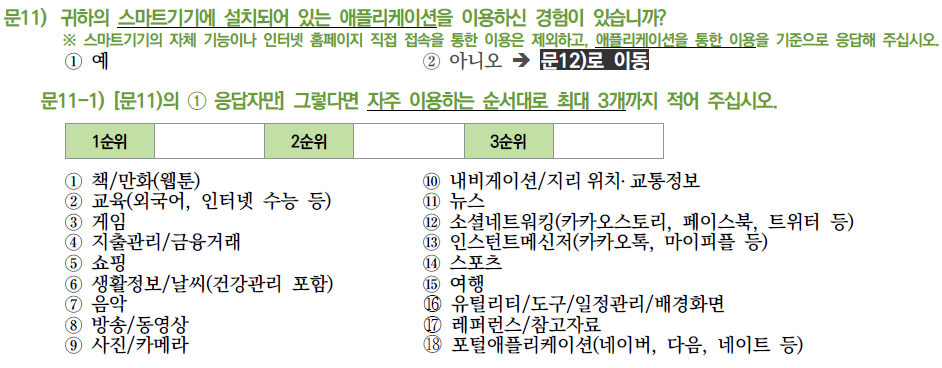 문11) 귀하의 스마트기기에 설치되어 있는 애플리케이션을 이용하신 경험이 있습니까?
※ 스마트기기의 자체 기능이나 인터넷 홈페이지 직접 접속을 통한 이용은 제외하고, 애플리케이션을 통한 이용을 기준으로 응답해 주십시오.
① 예 ② 아니오 ➔ 문12)로 이동
문11-1) [문11)의 ① 응답자만] 그렇다면 자주 이용하는 순서대로 최대 3개까지 적어 주십시오.
1순위 2순위 3순위
① 책/만화(웹툰)
② 교육(외국어, 인터넷 수능 등)
③ 게임
④ 지출관리/금융거래
⑤ 쇼핑
⑥ 생활정보/날씨(건강관리 포함)
⑦ 음악
⑧ 방송/동영상
⑨ 사진/카메라
⑩ 내비게이션/지리 위치·교통정보
⑪ 뉴스
⑫ 소셜네트워킹(카카오스토리, 페이스북, 트위터 등)
⑬ 인스턴트메신저(카카오톡, 마이피플 등)
⑭ 스포츠
⑮ 여행
⑯ 유틸리티/도구/일정관리/배경화면
⑰ 레퍼런스/참고자료
⑱ 포털애플리케이션(네이버, 다음, 네이트 등)